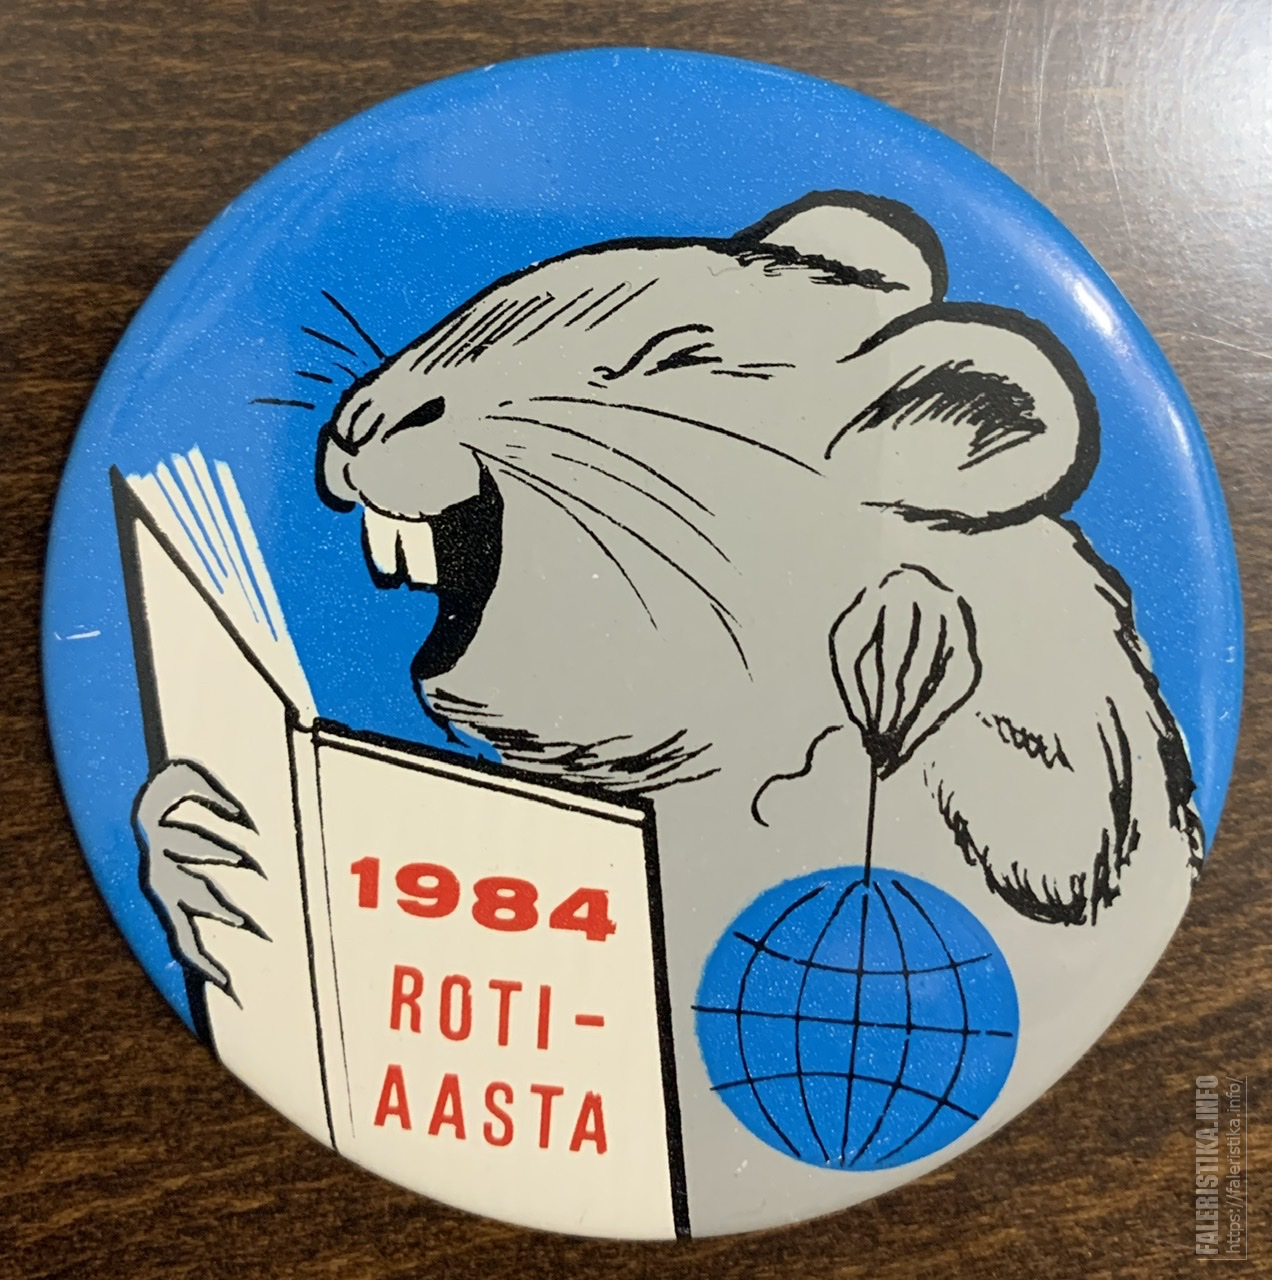 1984
ROTI-
AASTA
FALERISTIKA.INFO
https://faleristika.info/